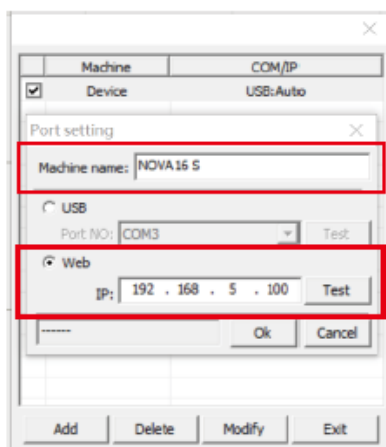 Machine COM/IP
Device USB:Auto
Port setting
Machine name: NOVA16 S
USB
Port NO: COM3 Test
Web
IP: 192 . 168 . 5 . 100 Test
------ Ok Cancel
Add Delete Modify Exit